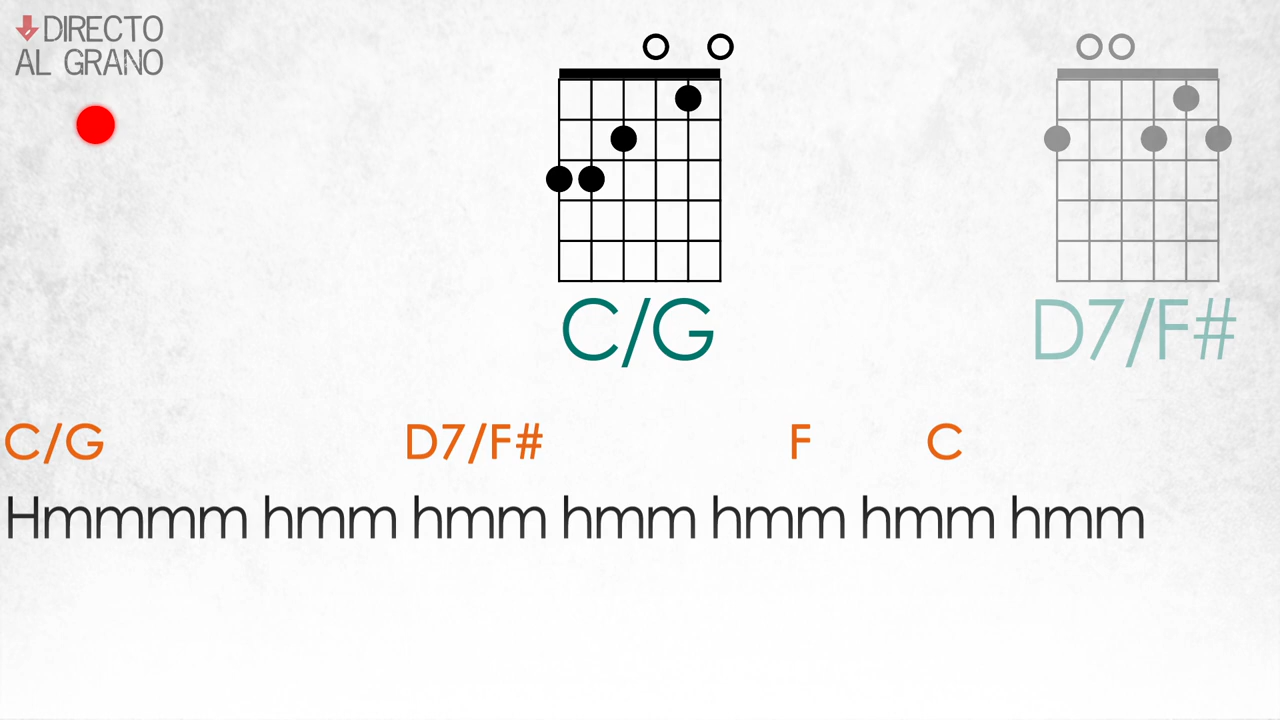 DIRECTO
AL GRANO
C/G D7/F#
C/G D7/F# F C
Hmmmm hmm hmm hmm hmm hmm hmm